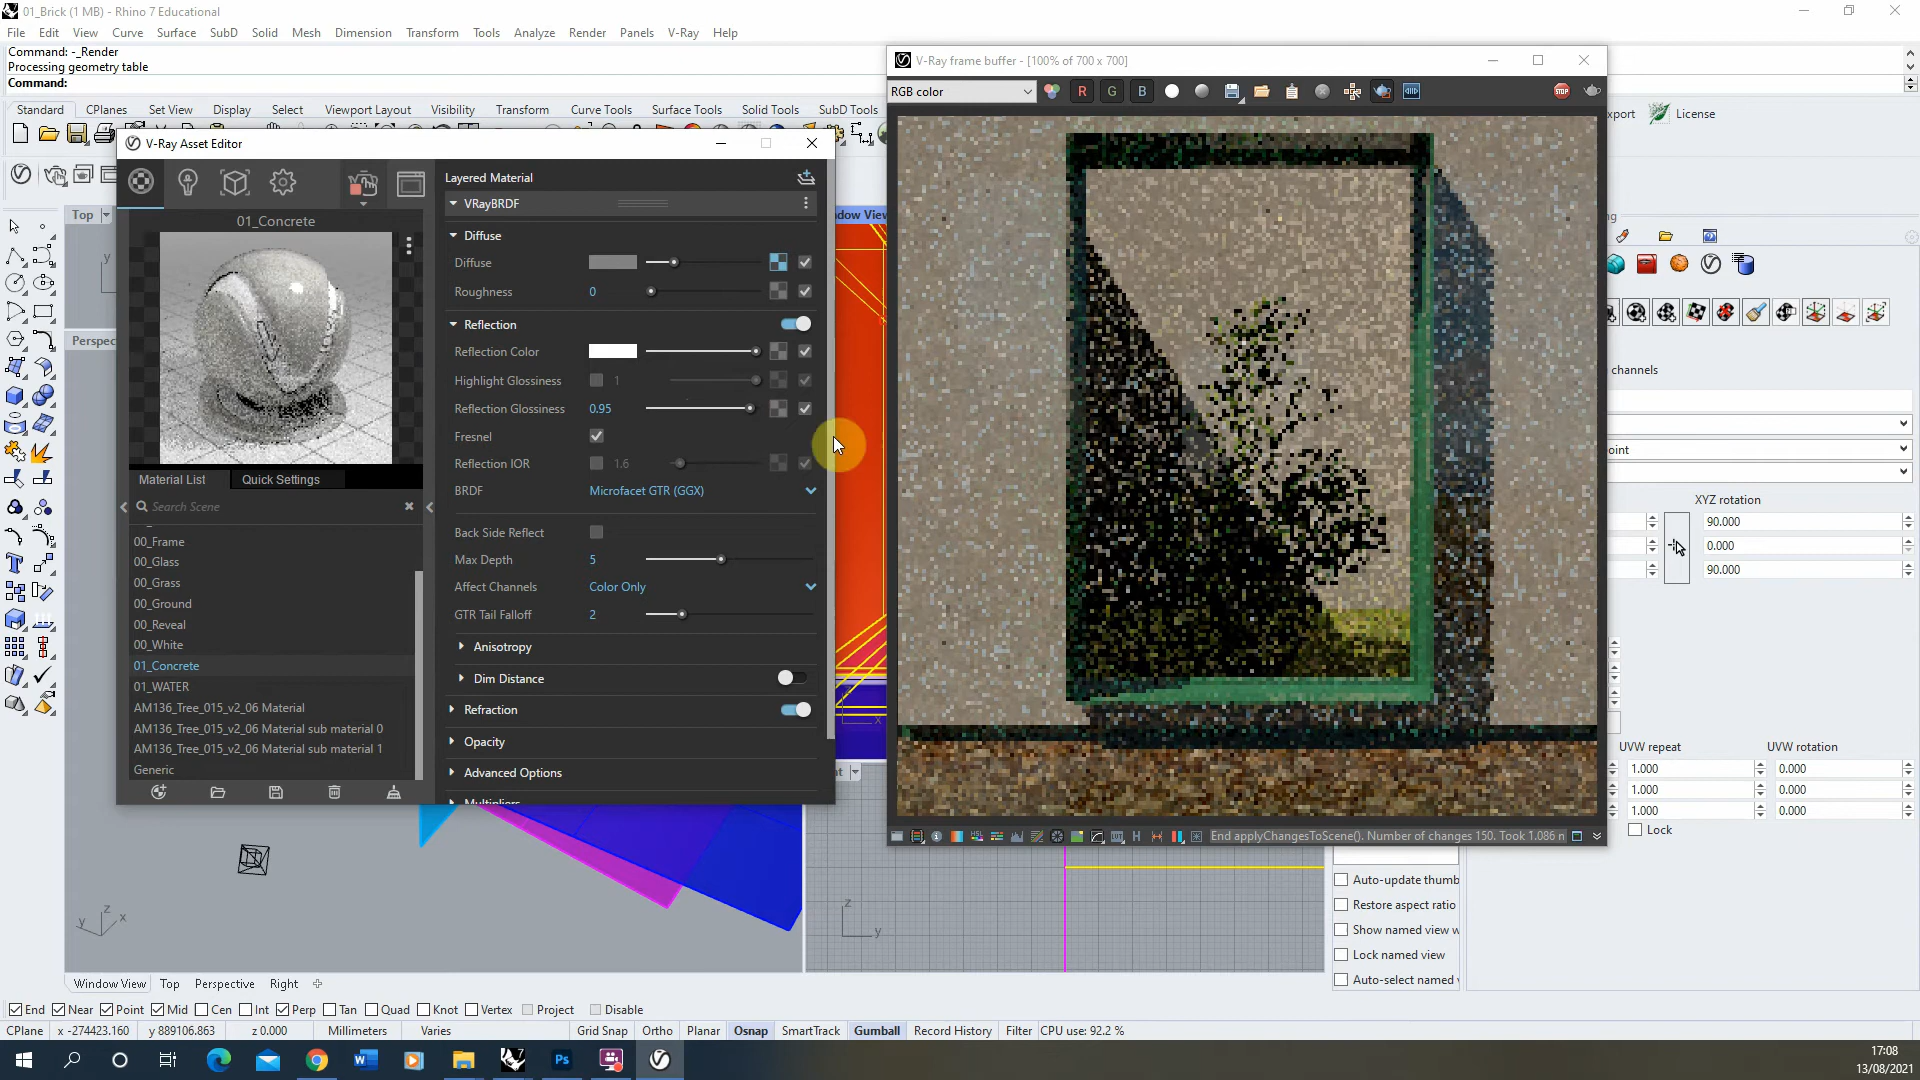 01_Brick (1 MB) - Rhino 7 Educational
File Edit View Curve Surface SubD Solid Mesh Dimension Transform Tools Analyze Render Panels V-Ray Help
Command: -_Render
Processing geometry table
Command:
Standard CPlanes Set View Display Select Viewport Layout Visibility Transform Curve Tools Surface Tools Solid Tools SubD Tools
V-Ray frame buffer - [100% of 700 x 700]
RGB color R G B STOP
License
V-Ray Asset Editor
01_Concrete
Layered Material
VRayBRDF
Diffuse
Diffuse
Roughness 0
Reflection
Reflection Color
Highlight Glossiness 1
Reflection Glossiness 0.95
Fresnel
Reflection IOR 1.6
BRDF Microfacet GTR (GGX)
Back Side Reflect
Max Depth 5
Affect Channels Color Only
GTR Tail Falloff 2
Anisotropy
Dim Distance
Refraction
Opacity
Advanced Options
Material List Quick Settings
Search Scene
00_Frame
00_Glass
00_Grass
00_Ground
00_Reveal
00_White
01_Concrete
01_WATER
AM136_Tree_015_v2_06 Material
AM136_Tree_015_v2_06 Material sub material 0
AM136_Tree_015_v2_06 Material sub material 1
Generic
Top
Perspec
dow View
channels
XYZ rotation
90.000
0.000
90.000
UVW repeat UVW rotation
1.000 0.000
1.000 0.000
1.000 0.000
Lock
End applyChangesToScene(). Number of changes 150. Took 1.086 m
Auto-update thumb
Restore aspect ratio
Show named view w
Lock named view
Auto-select named
z
y x
z
y
x
y
Window View Top Perspective Right
End Near Point Mid Cen Int Perp Tan Quad Knot Vertex Project Disable
CPlane x -274423.160 y 889106.863 z 0.000 Millimeters Varies Grid Snap Ortho Planar Osnap SmartTrack Gumball Record History Filter CPU use: 92.2 %
17:08
13/08/2021